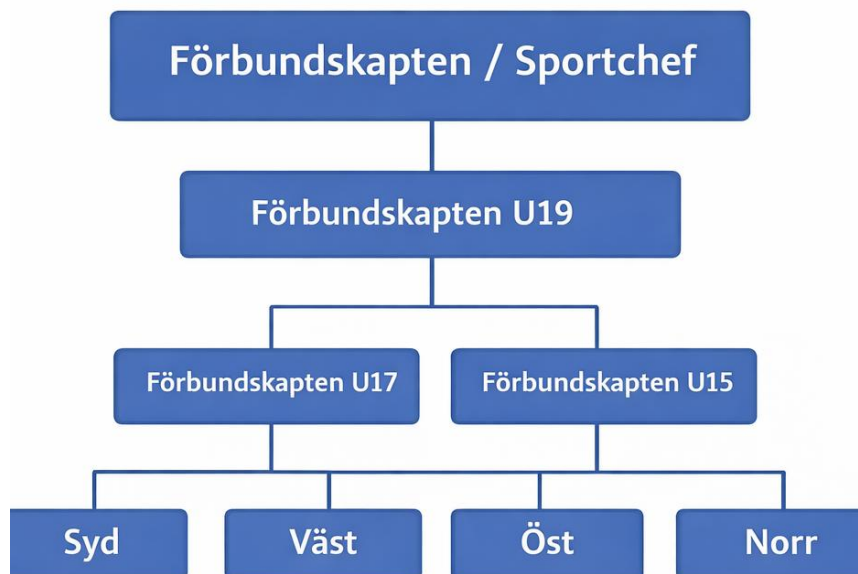 Förbundskapten / Sportchef
Förbundskapten U19
Förbundskapten U17
Förbundskapten U15
Syd
Väst
Öst
Norr